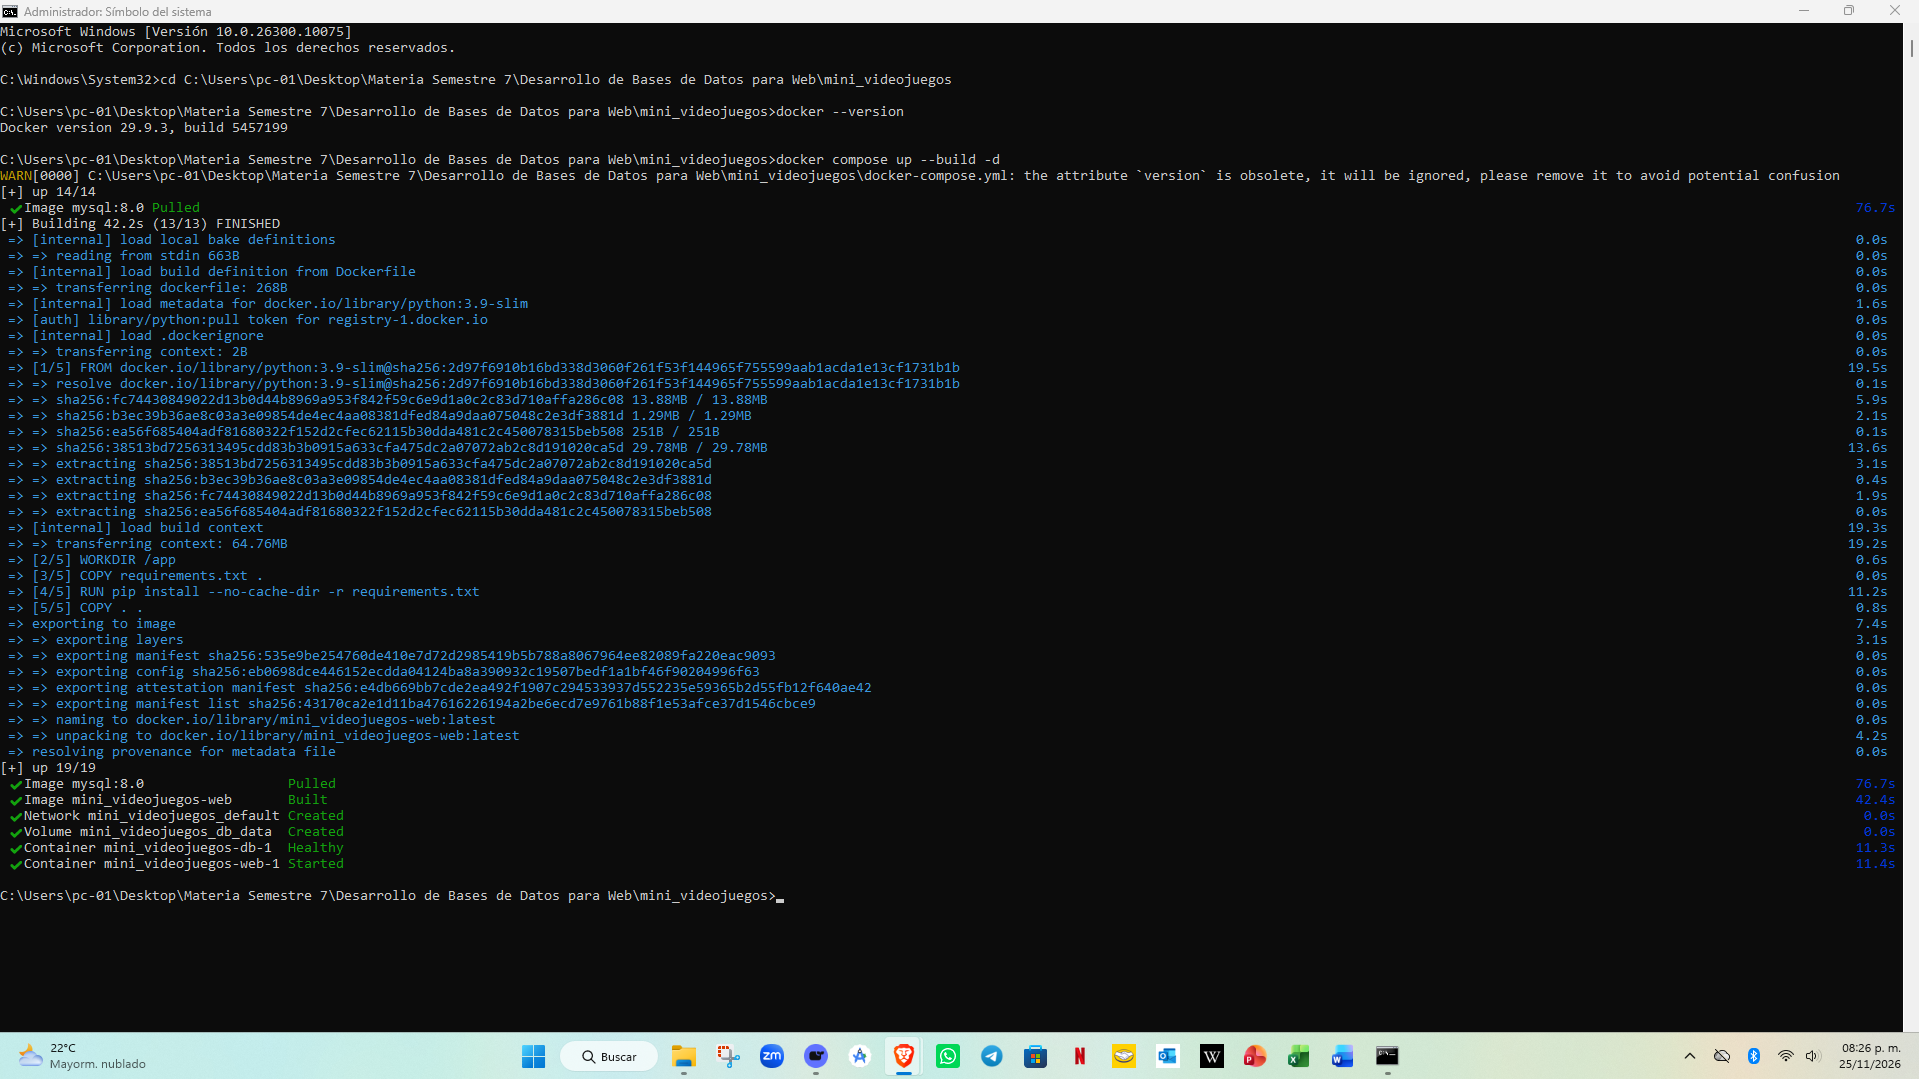 Administrador: Símbolo del sistema
Microsoft Windows [Versión 10.0.26300.10075]
(c) Microsoft Corporation. Todos los derechos reservados.
C:\Windows\System32>cd C:\Users\pc-01\Desktop\Materia Semestre 7\Desarrollo de Bases de Datos para Web\mini_videojuegos
C:\Users\pc-01\Desktop\Materia Semestre 7\Desarrollo de Bases de Datos para Web\mini_videojuegos>docker --version
Docker version 29.9.3, build 5457199
C:\Users\pc-01\Desktop\Materia Semestre 7\Desarrollo de Bases de Datos para Web\mini_videojuegos>docker compose up --build -d
WARN[0000] C:\Users\pc-01\Desktop\Materia Semestre 7\Desarrollo de Bases de Datos para Web\mini_videojuegos\docker-compose.yml: the attribute `version` is obsolete, it will be ignored, please remove it to avoid potential confusion
[+] up 14/14
✔Image mysql:8.0 Pulled 76.7s
[+] Building 42.2s (13/13) FINISHED
=> [internal] load local bake definitions 0.0s
=> => reading from stdin 663B 0.0s
=> [internal] load build definition from Dockerfile 0.0s
=> => transferring dockerfile: 268B 0.0s
=> [internal] load metadata for docker.io/library/python:3.9-slim 1.6s
=> [auth] library/python:pull token for registry-1.docker.io 0.0s
=> [internal] load .dockerignore 0.0s
=> => transferring context: 2B 0.0s
=> [1/5] FROM docker.io/library/python:3.9-slim@sha256:2d97f6910b16bd338d3060f261f53f144965f755599aab1acda1e13cf1731b1b 19.5s
=> => resolve docker.io/library/python:3.9-slim@sha256:2d97f6910b16bd338d3060f261f53f144965f755599aab1acda1e13cf1731b1b 0.1s
=> => sha256:fc74430849022d13b0d44b8969a953f842f59c6e9d1a0c2c83d710affa286c08 13.88MB / 13.88MB 5.9s
=> => sha256:b3ec39b36ae8c03a3e09854de4ec4aa08381dfed84a9daa075048c2e3df3881d 1.29MB / 1.29MB 2.1s
=> => sha256:ea56f685404adf81680322f152d2cfec62115b30dda481c2c450078315beb508 251B / 251B 0.1s
=> => sha256:38513bd7256313495cdd83b3b0915a633cfa475dc2a07072ab2c8d191020ca5d 29.78MB / 29.78MB 13.6s
=> => extracting sha256:38513bd7256313495cdd83b3b0915a633cfa475dc2a07072ab2c8d191020ca5d 3.1s
=> => extracting sha256:b3ec39b36ae8c03a3e09854de4ec4aa08381dfed84a9daa075048c2e3df3881d 0.4s
=> => extracting sha256:fc74430849022d13b0d44b8969a953f842f59c6e9d1a0c2c83d710affa286c08 1.9s
=> => extracting sha256:ea56f685404adf81680322f152d2cfec62115b30dda481c2c450078315beb508 0.0s
=> [internal] load build context 19.3s
=> => transferring context: 64.76MB 19.2s
=> [2/5] WORKDIR /app 0.6s
=> [3/5] COPY requirements.txt . 0.0s
=> [4/5] RUN pip install --no-cache-dir -r requirements.txt 11.2s
=> [5/5] COPY . . 0.8s
=> exporting to image 7.4s
=> => exporting layers 3.1s
=> => exporting manifest sha256:535e9be254760de410e7d72d2985419b5b788a8067964ee82089fa220eac9093 0.0s
=> => exporting config sha256:eb0698dce446152ecdda04124ba8a390932c19507bedf1a1bf46f90204996f63 0.0s
=> => exporting attestation manifest sha256:e4db669bb7cde2ea492f1907c294533937d552235e59365b2d55fb12f640ae42 0.0s
=> => exporting manifest list sha256:43170ca2e1d11ba47616226194a2be6ecd7e9761b88f1e53afce37d1546cbce9 0.0s
=> => naming to docker.io/library/mini_videojuegos-web:latest 0.0s
=> => unpacking to docker.io/library/mini_videojuegos-web:latest 4.2s
=> resolving provenance for metadata file 0.0s
[+] up 19/19
✔Image mysql:8.0 Pulled 76.7s
✔Image mini_videojuegos-web Built 42.4s
✔Network mini_videojuegos_default Created 0.0s
✔Volume mini_videojuegos_db_data Created 0.0s
✔Container mini_videojuegos-db-1 Healthy 11.3s
✔Container mini_videojuegos-web-1 Started 11.4s
C:\Users\pc-01\Desktop\Materia Semestre 7\Desarrollo de Bases de Datos para Web\mini_videojuegos>
22°C
Mayorm. nublado
Buscar
zm
N
W
08:26 p. m.
25/11/2026